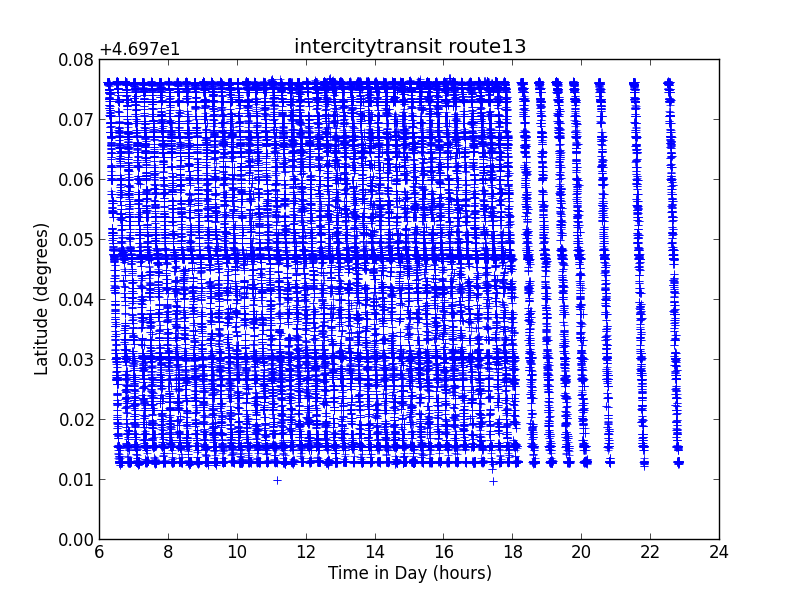 intercitytransit route13
+4.697e1
0.08
0.07
0.06
0.05
0.04
0.03
0.02
0.01
0.00
Latitude (degrees)
6 8 10 12 14 16 18 20 22 24
Time in Day (hours)